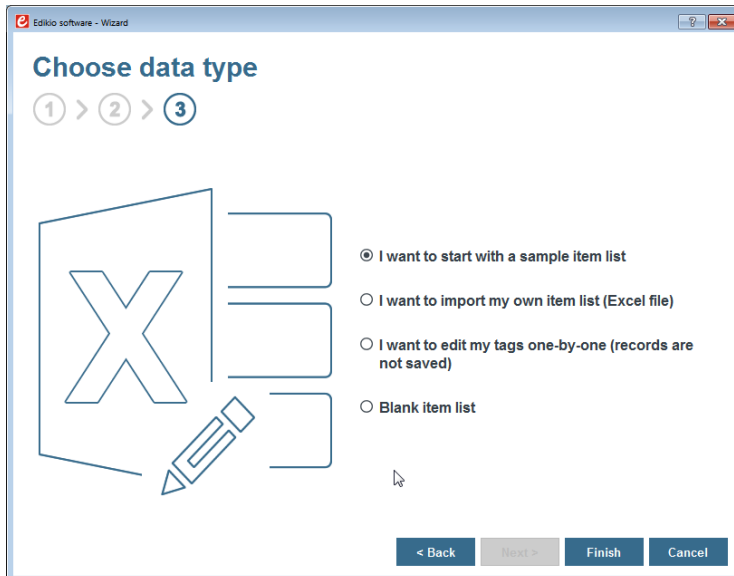 Edikio software - Wizard
Choose data type
1 > 2 > 3
X
I want to start with a sample item list
I want to import my own item list (Excel file)
I want to edit my tags one-by-one (records are
not saved)
Blank item list
< Back Next > Finish Cancel